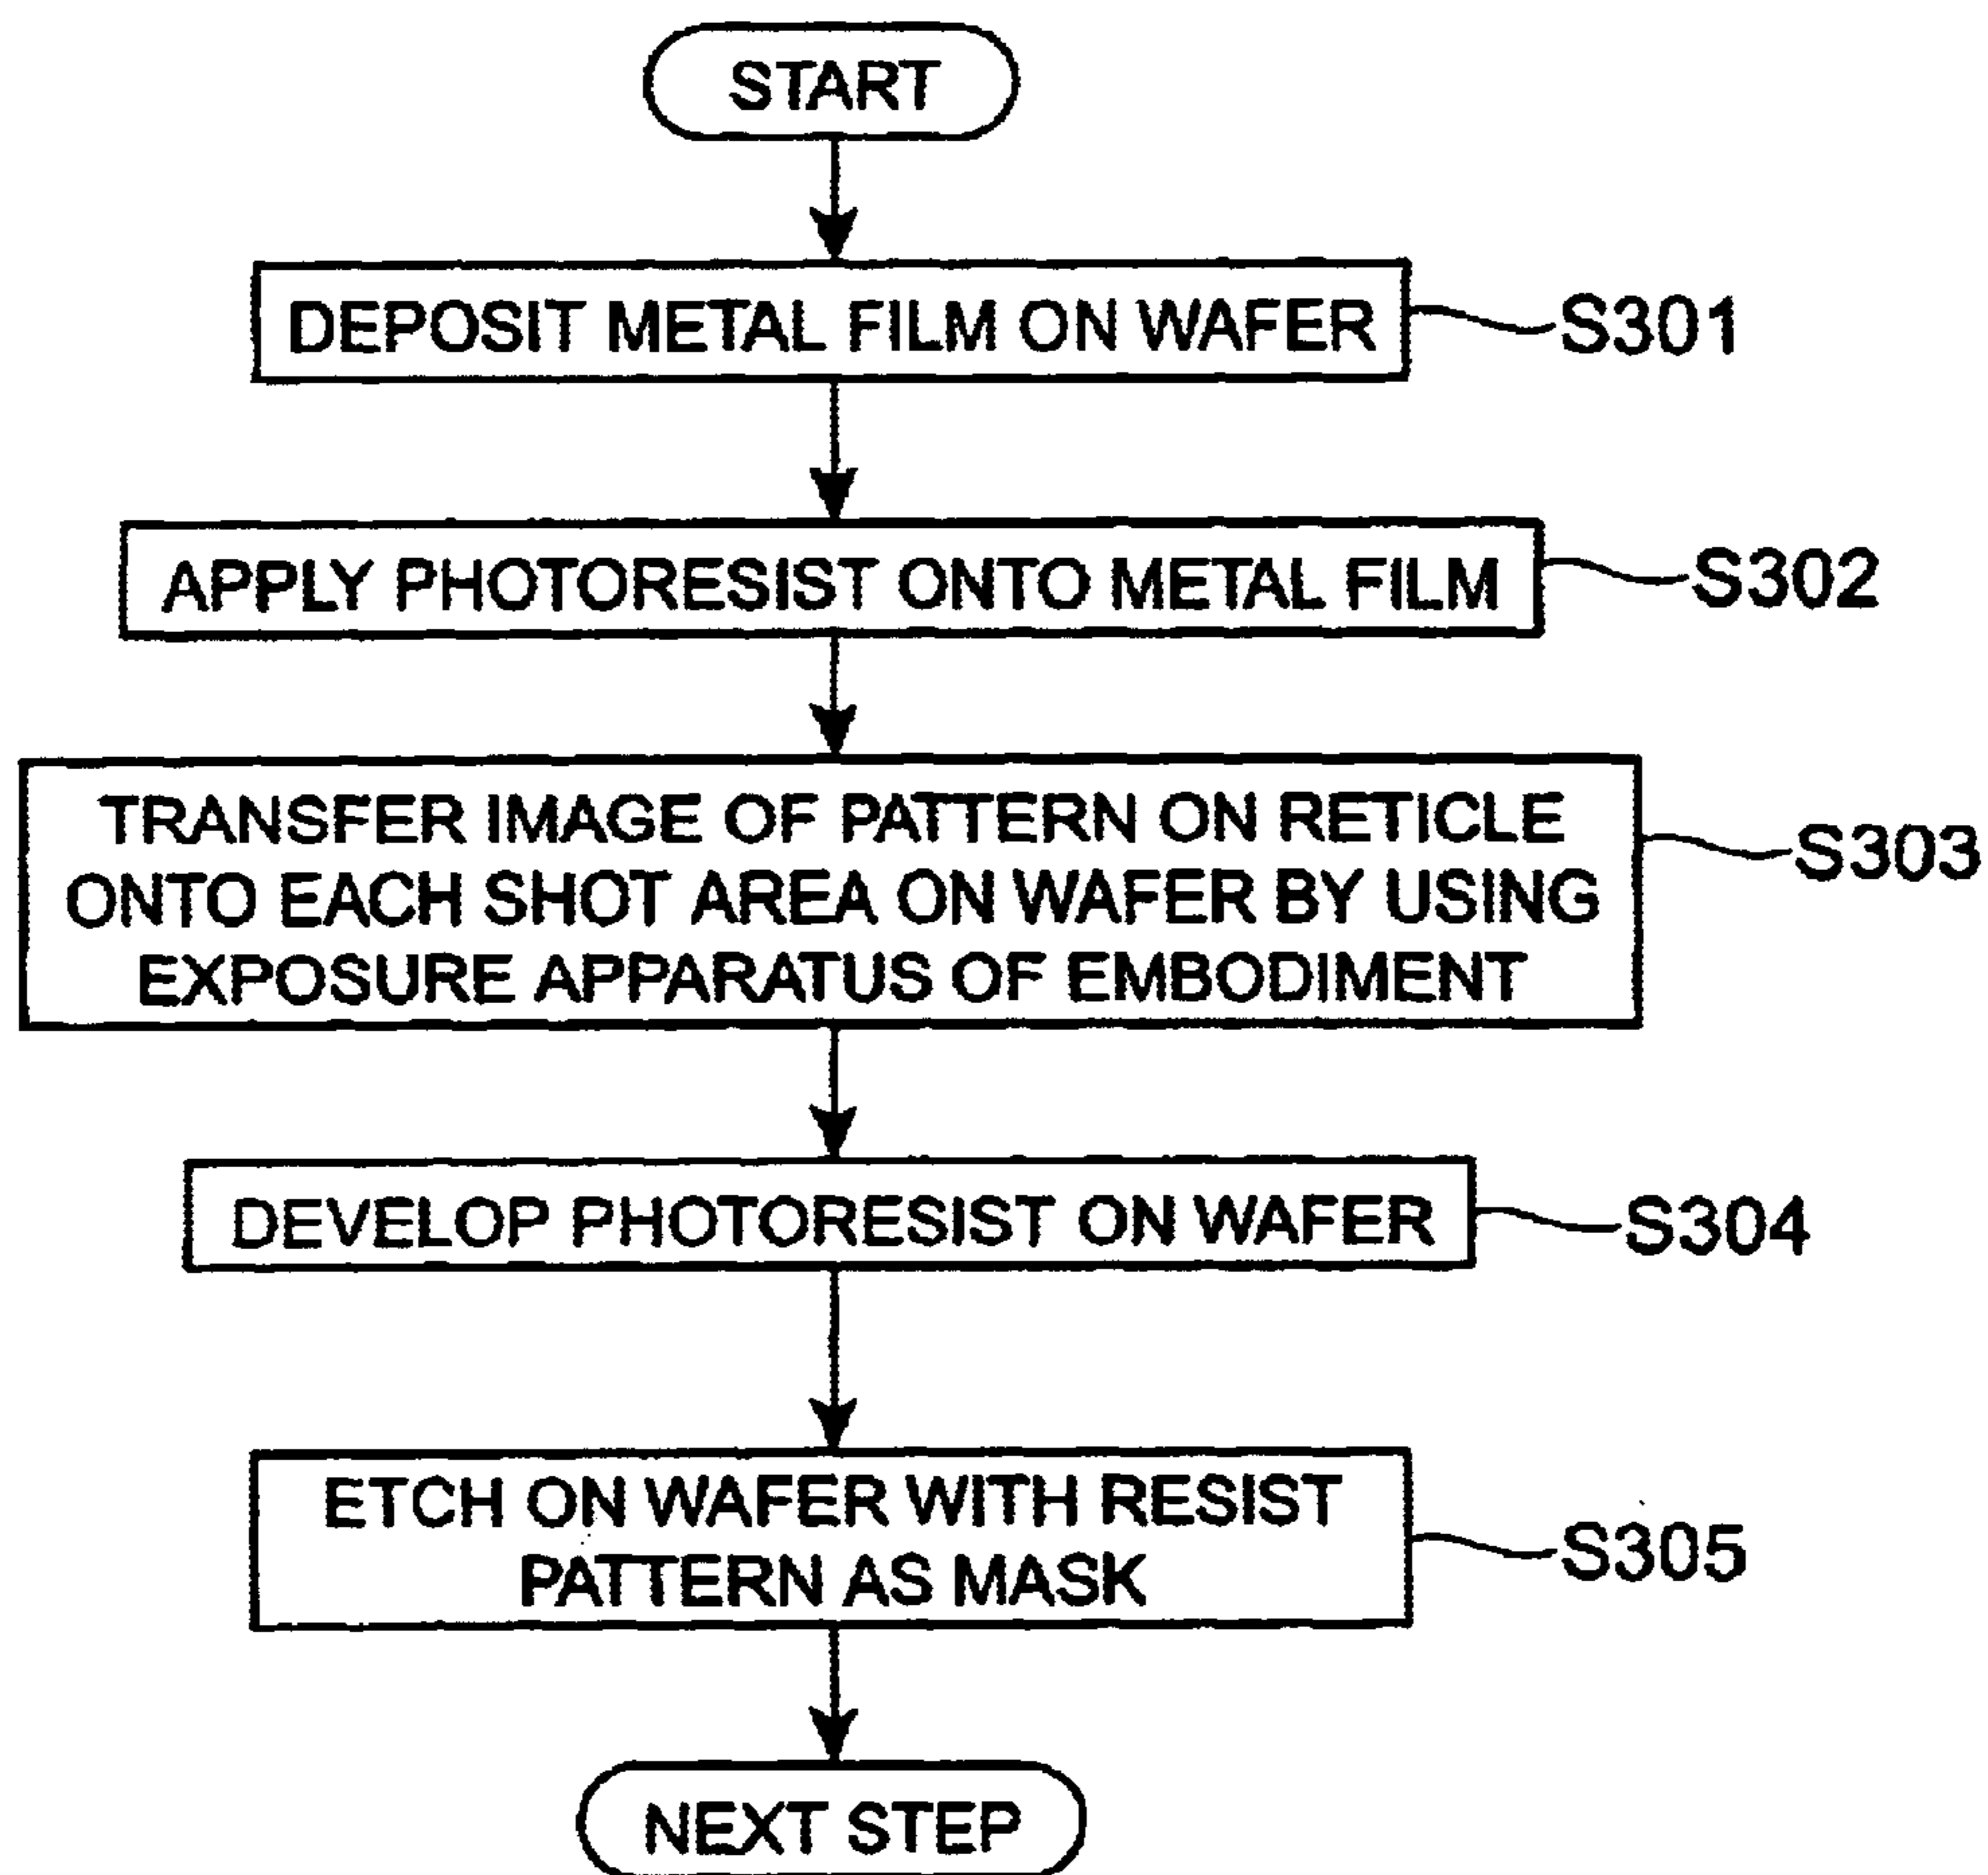 START
DEPOSIT METAL FILM ON WAFER
S301
APPLY PHOTORESIST ONTO METAL FILM
S302
TRANSFER IMAGE OF PATTERN ON RETICLE
ONTO EACH SHOT AREA ON WAFER BY USING
EXPOSURE APPARATUS OF EMBODIMENT
S303
DEVELOP PHOTORESIST ON WAFER
S304
ETCH ON WAFER WITH RESIST
PATTERN AS MASK
S305
NEXT STEP